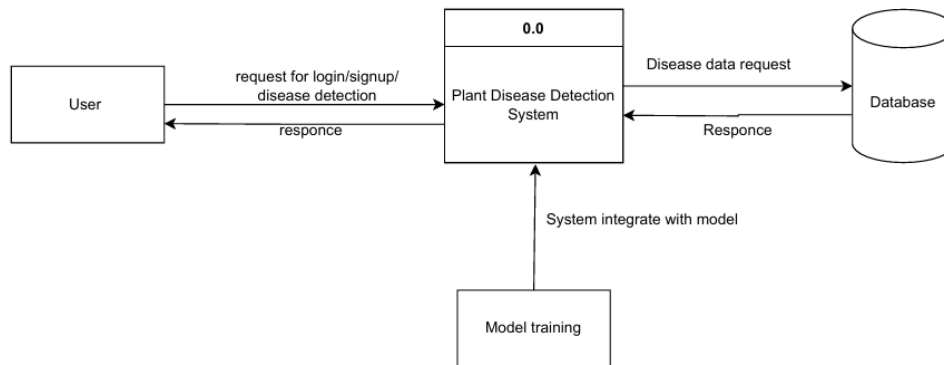 0.0
request for login/signup/
disease detection
Disease data request
User
Plant Disease Detection
System
Database
responce
Responce
System integrate with model
Model training